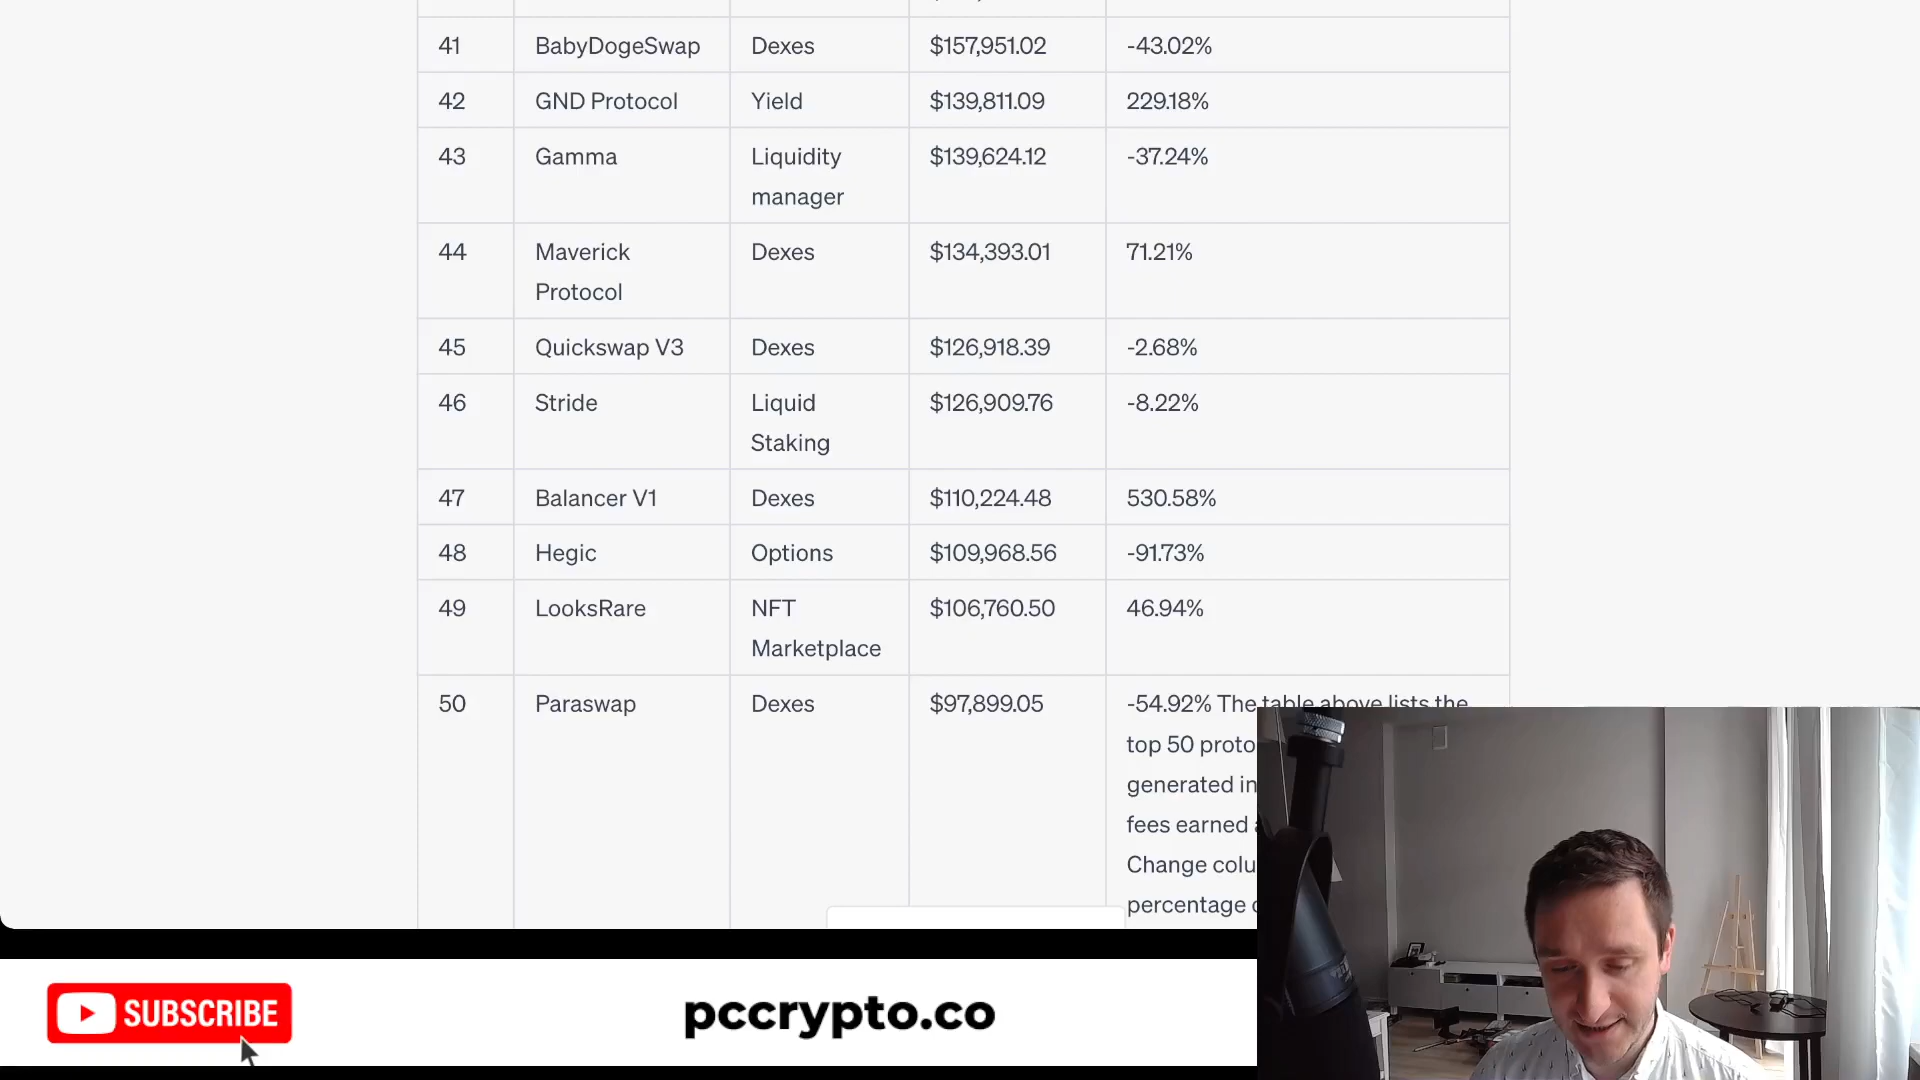 41 BabyDogeSwap Dexes $157,951.02 -43.02%
42 GND Protocol Yield $139,811.09 229.18%
43 Gamma Liquidity $139,624.12 -37.24%
manager
44 Maverick Dexes $134,393.01 71.21%
Protocol
45 Quickswap V3 Dexes $126,918.39 -2.68%
46 Stride Liquid $126,909.76 -8.22%
Staking
47 Balancer V1 Dexes $110,224.48 530.58%
48 Hegic Options $109,968.56 -91.73%
49 LooksRare NFT $106,760.50 46.94%
Marketplace
50 Paraswap Dexes $97,899.05 -54.92% The table above lists the
top 50 proto
generated in
fees earned
Change colu
percentage
SUBSCRIBE
pccrypto.co